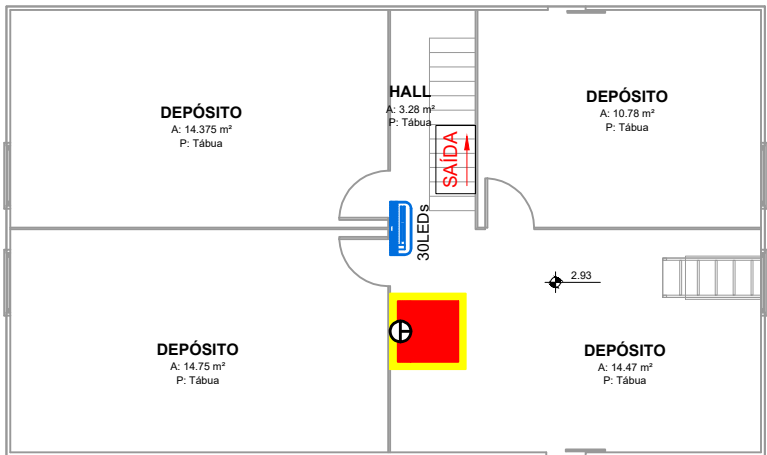 DEPÓSITO
A: 14.375 m²
P: Tábua
HALL
A: 3.28 m²
P: Tábua
DEPÓSITO
A: 10.78 m²
P: Tábua
SAÍDA
30LEDs
2.93
DEPÓSITO
A: 14.75 m²
P: Tábua
DEPÓSITO
A: 14.47 m²
P: Tábua